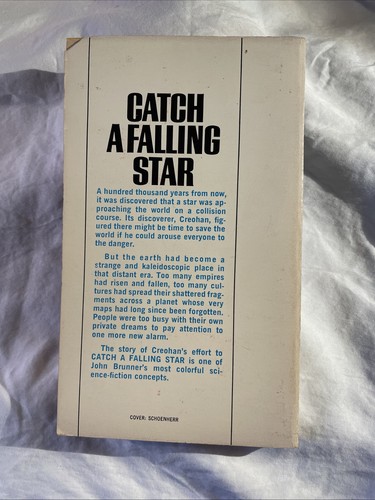 CATCH
A FALLING
STAR
A hundred thousand years from now,
it was discovered that a star was ap-
proaching the world on a collision
course. Its discoverer, Creohan, fig-
ured there might be time to save the
world if he could arouse everyone to
the danger.
But the earth had become a
strange and kaleidoscopic place in
that distant era. Too many empires
had risen and fallen, too many cul-
tures had spread their shattered frag-
ments across a planet whose very
maps had long since been forgotten.
People were too busy with their own
private dreams to pay attention to
one more new alarm.
The story of Creohan's effort to
CATCH A FALLING STAR is one of
John Brunner's most colorful sci-
ence-fiction concepts.
COVER: SCHOENHERR